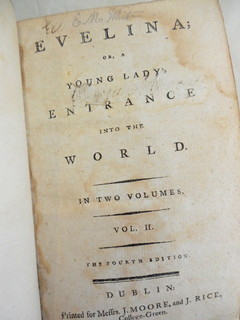 EVELINA;
OR, A
YOUNG LADY's
ENTRANCE
INTO THE
WORLD.
IN TWO VOLUMES.
VOL. II.
THE FOURTH EDITION.
DUBLIN:
Printed for Messrs. J. MOORE, and J. RICE,
College-Green.